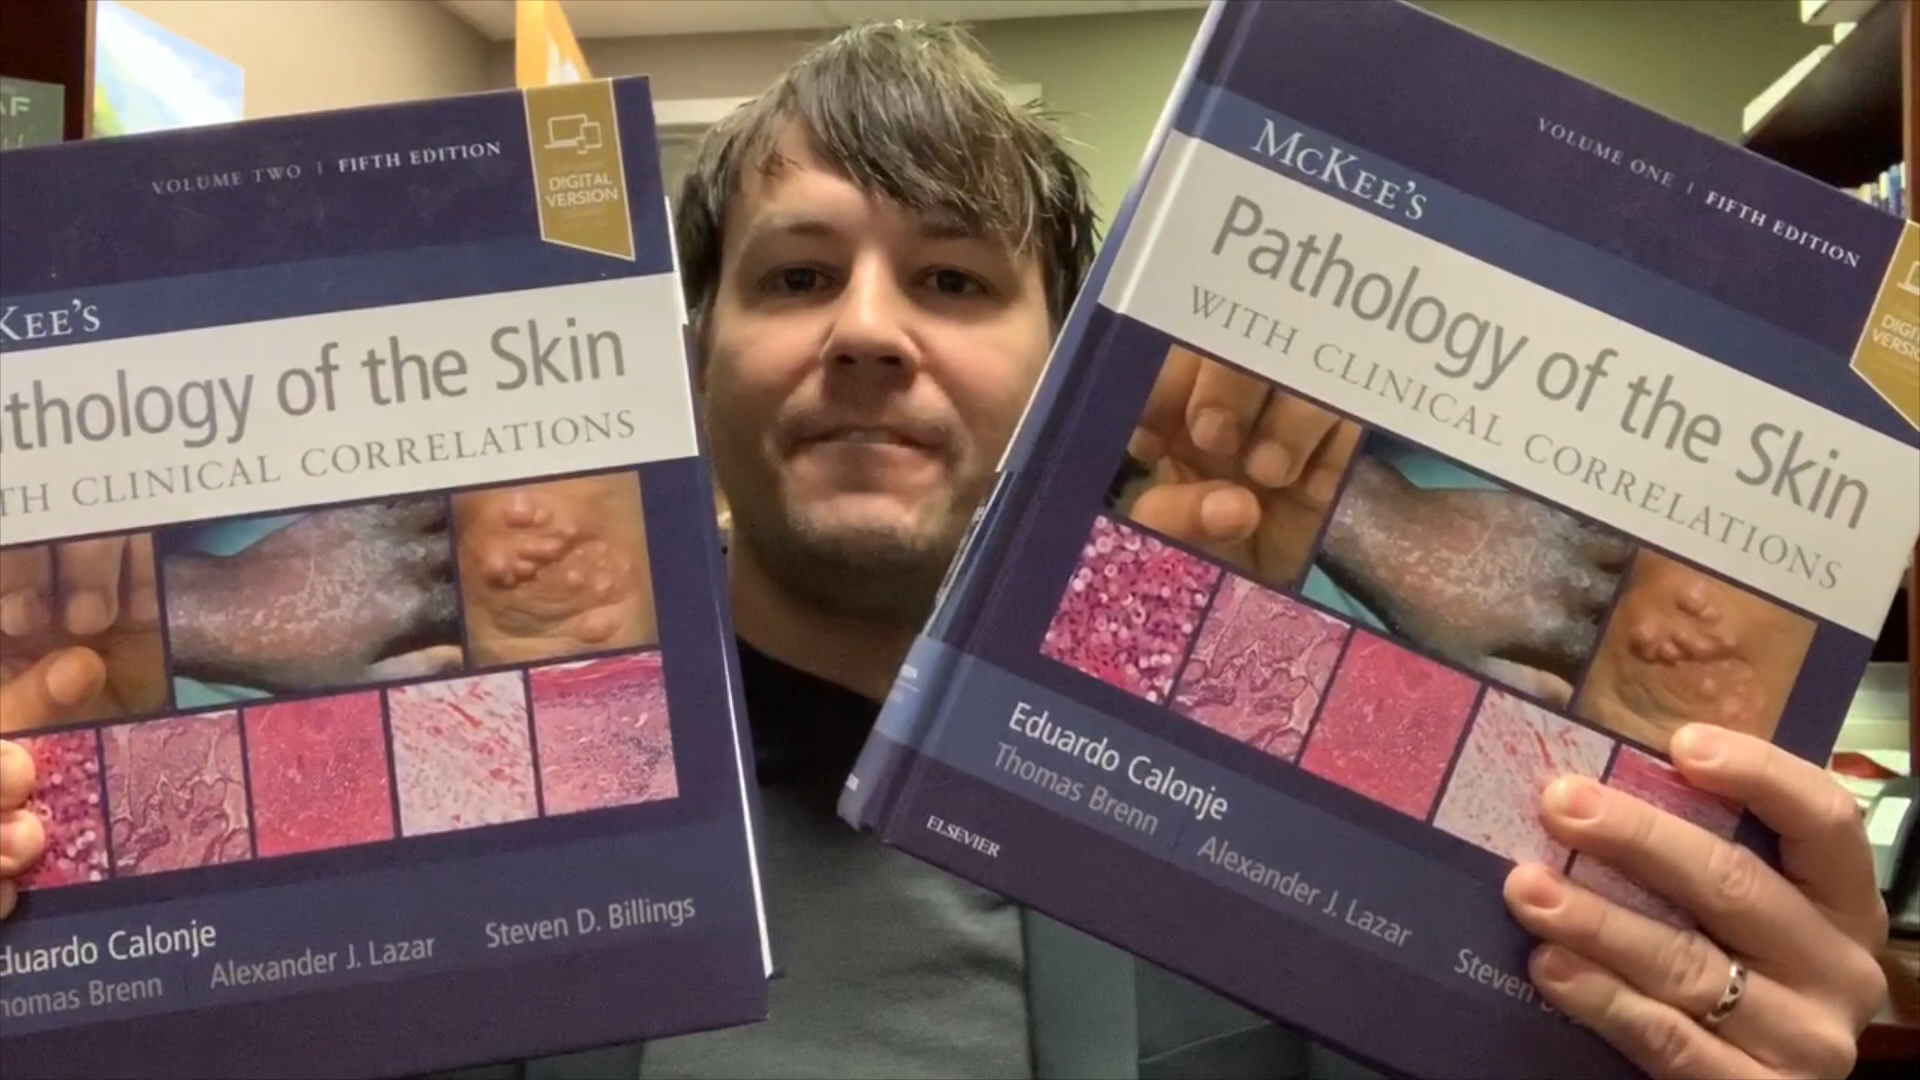 VOLUME TWO | FIFTH EDITION
DIGITAL
VERSION
KEE'S
thology of the Skin
TH CLINICAL CORRELATIONS
duardo Calonje
homas Brenn Alexander J. Lazar Steven D. Billings
VOLUME ONE | FIFTH EDITION
DIGI
VERSIO
MCKEE'S
Pathology of the Skin
WITH CLINICAL CORRELATIONS
Eduardo Calonje
Thomas Brenn Alexander J. Lazar Steven
ELSEVIER